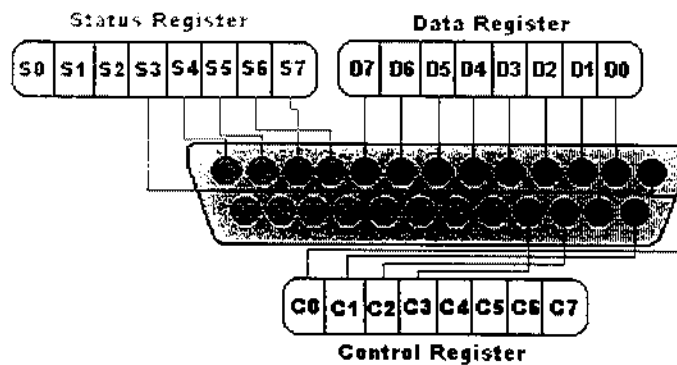 Status Register Data Register
S0 S1 S2 S3 S4 S5 S6 S7 D7 D6 D5 D4 D3 D2 D1 D0
C0 C1 C2 C3 C4 C5 C6 C7
Control Register